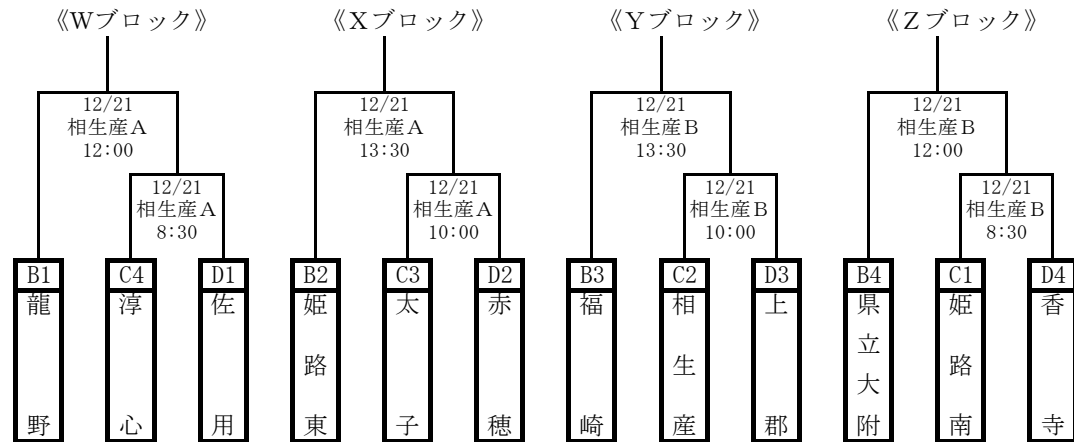 《Wブロック》
12/21
相生産A
12:00
12/21
相生産A
8:30
B1
C4
D1
龍野
淳心
佐用
《Xブロック》
12/21
相生産A
13:30
12/21
相生産A
10:00
B2
C3
D2
姫路東
太子
赤穂
《Yブロック》
12/21
相生産B
13:30
12/21
相生産B
10:00
B3
C2
D3
福崎
相生産
上郡
《Zブロック》
12/21
相生産B
12:00
12/21
相生産B
8:30
B4
C1
D4
県立大附
姫路南
香寺